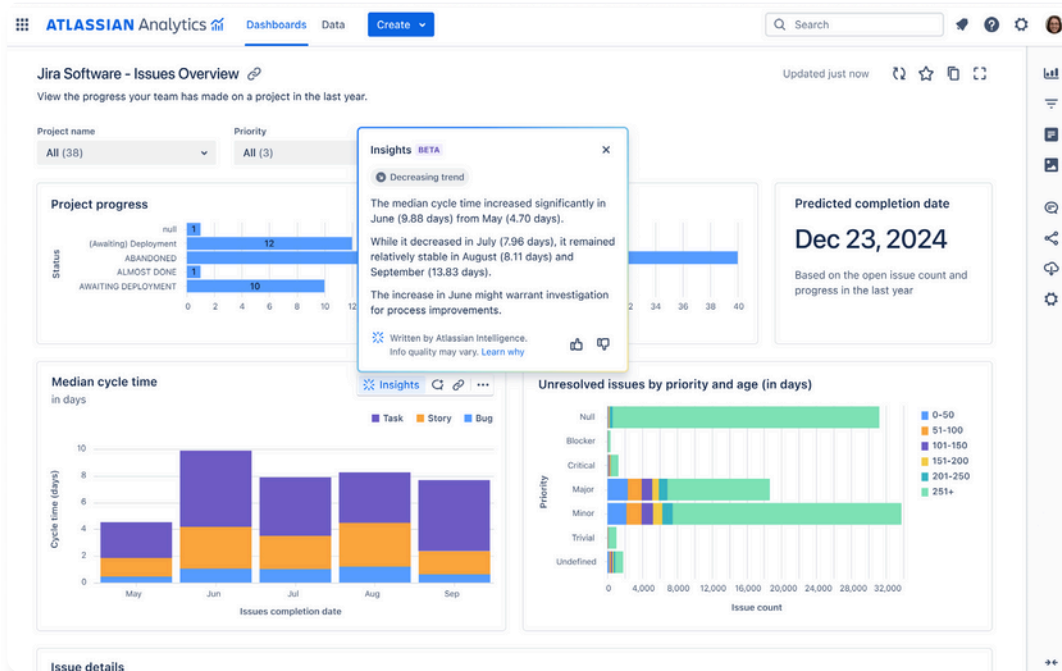 ATLASSIAN Analytics
Dashboards
Data
Create
Search
Jira Software - Issues Overview
Updated just now
View the progress your team has made on a project in the last year.
Project name
Priority
All (38)
All (3)
Insights BETA
Decreasing trend
The median cycle time increased significantly in
June (9.88 days) from May (4.70 days).
While it decreased in July (7.96 days), it remained
relatively stable in August (8.11 days) and
September (13.83 days).
The increase in June might warrant investigation
for process improvements.
Written by Atlassian Intelligence.
Info quality may vary. Learn why
Project progress
Status
null
1
(Awaiting) Deployment
12
ABANDONED
ALMOST DONE
1
AWAITING DEPLOYMENT
10
0 2 4 6 8 10 12
34 36 38 40
Predicted completion date
Dec 23, 2024
Based on the open issue count and
progress in the last year
Median cycle time
in days
Insights
Task Story Bug
Cycle time (days)
10
8
6
4
2
0
May Jun Jul Aug Sep
Issues completion date
Unresolved issues by priority and age (in days)
Priority
Null
Blocker
Critical
Major
Minor
Trivial
Undefined
0 4,000 8,000 12,000 16,000 20,000 24,000 28,000 32,000
Issue count
0-50
51-100
101-150
151-200
201-250
251+
Issue details